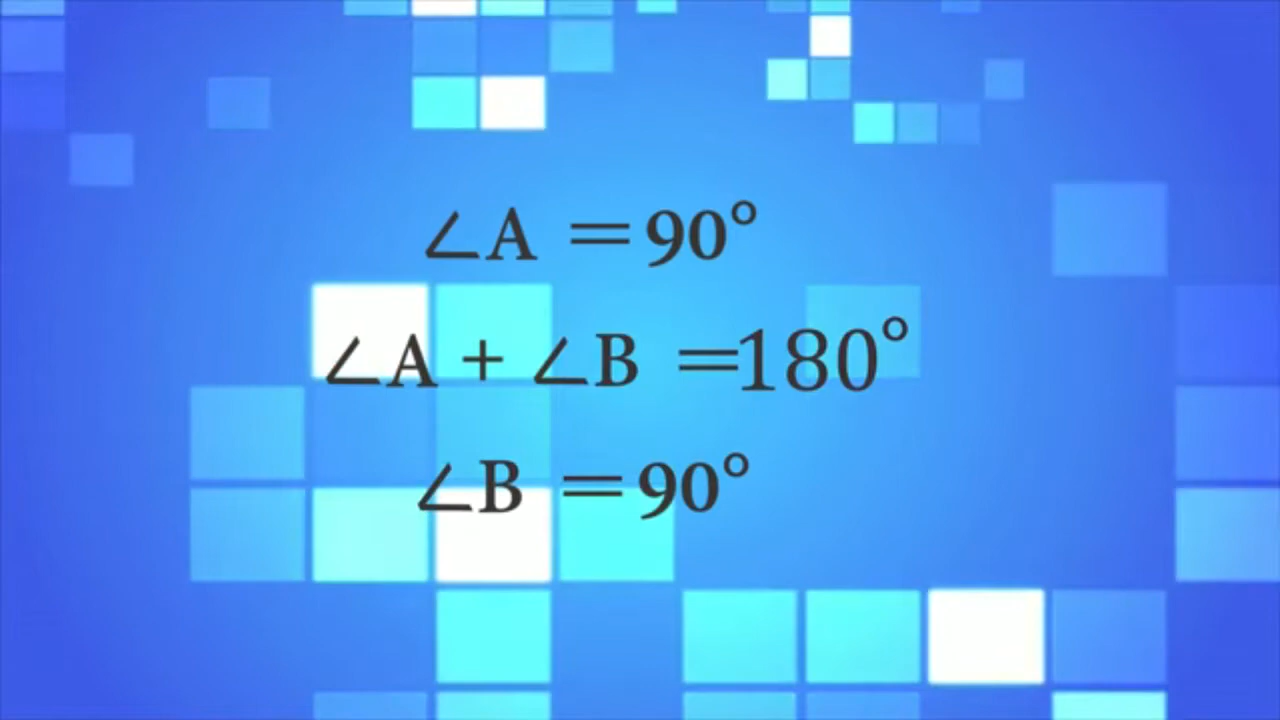 ∠A = 90°
∠A + ∠B = 180°
∠B = 90°